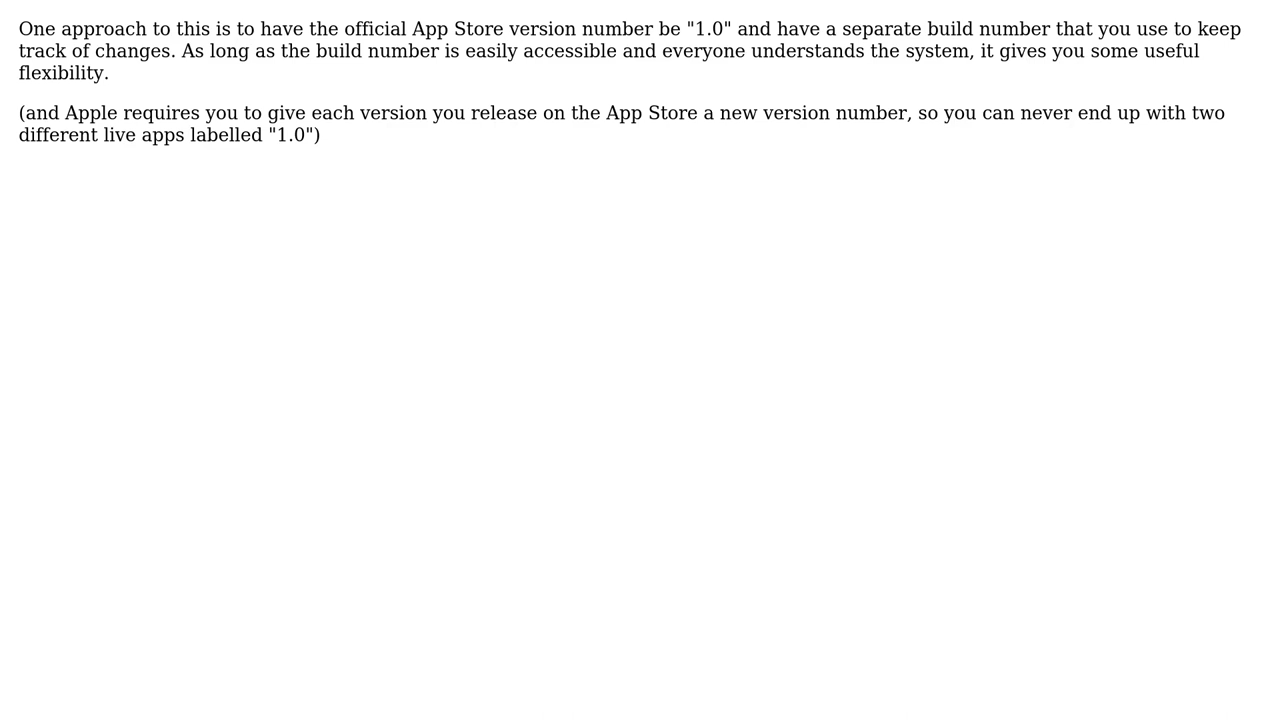 One approach to this is to have the official App Store version number be "1.0" and have a separate build number that you use to keep
track of changes. As long as the build number is easily accessible and everyone understands the system, it gives you some useful
flexibility.
(and Apple requires you to give each version you release on the App Store a new version number, so you can never end up with two
different live apps labelled "1.0")